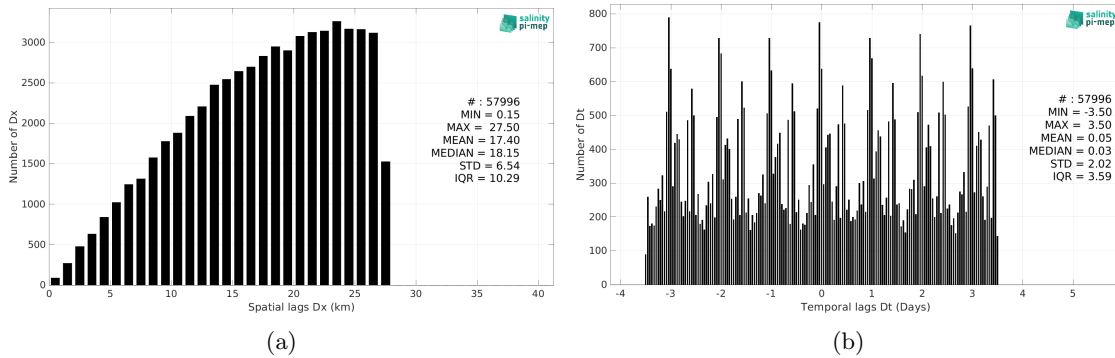 salinity
pi-mep
3000
2500
2000
1500
1000
500
0
Number of Dx
# : 57996
MIN = 0.15
MAX = 27.50
MEAN = 17.40
MEDIAN = 18.15
STD = 6.54
IQR = 10.29
0 5 10 15 20 25 30 35 40
Spatial lags Dx (km)
(a)
salinity
pi-mep
800
700
600
500
400
300
200
100
0
Number of Dt
# : 57996
MIN = -3.50
MAX = 3.50
MEAN = 0.05
MEDIAN = 0.03
STD = 2.02
IQR = 3.59
-4 -3 -2 -1 0 1 2 3 4 5
Temporal lags Dt (Days)
(b)